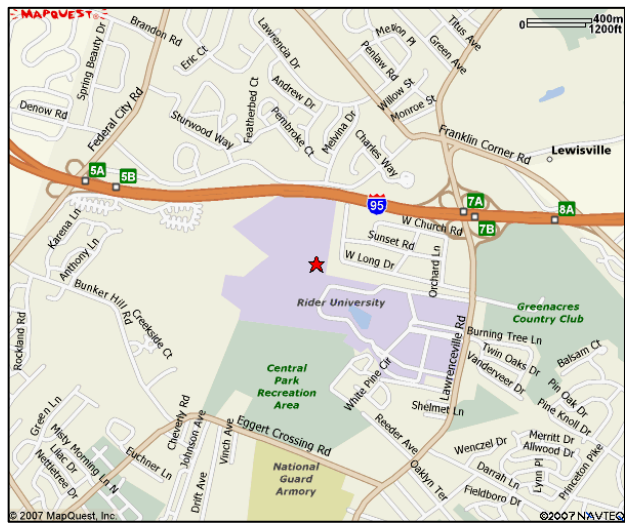 MAPQUEST
Brandon Rd
Spring Beauty Dr
Eric Ct
Lawrencia Dr
Melton Pl
Titus Ave
0 400m
1200ft
Green Ave
Penlaw Rd
Andrew Dr
Willow St
Denow Rd
Federal City Rd
Featherbed Ct
Monroe St
Sturwood Way
Pembroke Ct
Melvina Dr
Charles Way
Franklin Corner Rd
Lewisville
5A
5B
95
7A
8A
7B
W Church Rd
Karena Ln
Sunset Rd
Anthony Ln
W Long Dr
Orchard Ln
Bunker Hill Rd
Rider University
Greenacres
Country Club
Rockland Rd
Creekside Ct
Lawrenceville Rd
Burning Tree Ln
Twin Oaks Dr
Balsam Ct
Central
Park
Recreation
Area
White Pine Cir
Vanderveer Dr
Pin Oak Dr
Shelmet Ln
Pine Knoll Dr
Green Ln
Cheverly Rd
Johnson Ave
Vinch Ave
Eggert Crossing Rd
Reeder Ave
Misty Morning Ln N
Lilac Dr
Nettletree Dr
Euchner Ln
Drift Ave
Wenczel Dr
Merritt Dr
Allwood Dr
Lynn Pl
Princeton Pike
National
Guard
Armory
Oaklyn Ter
Darrah Ln
Fieldboro Dr
© 2007 MapQuest, Inc
©2007 NAVTEQ